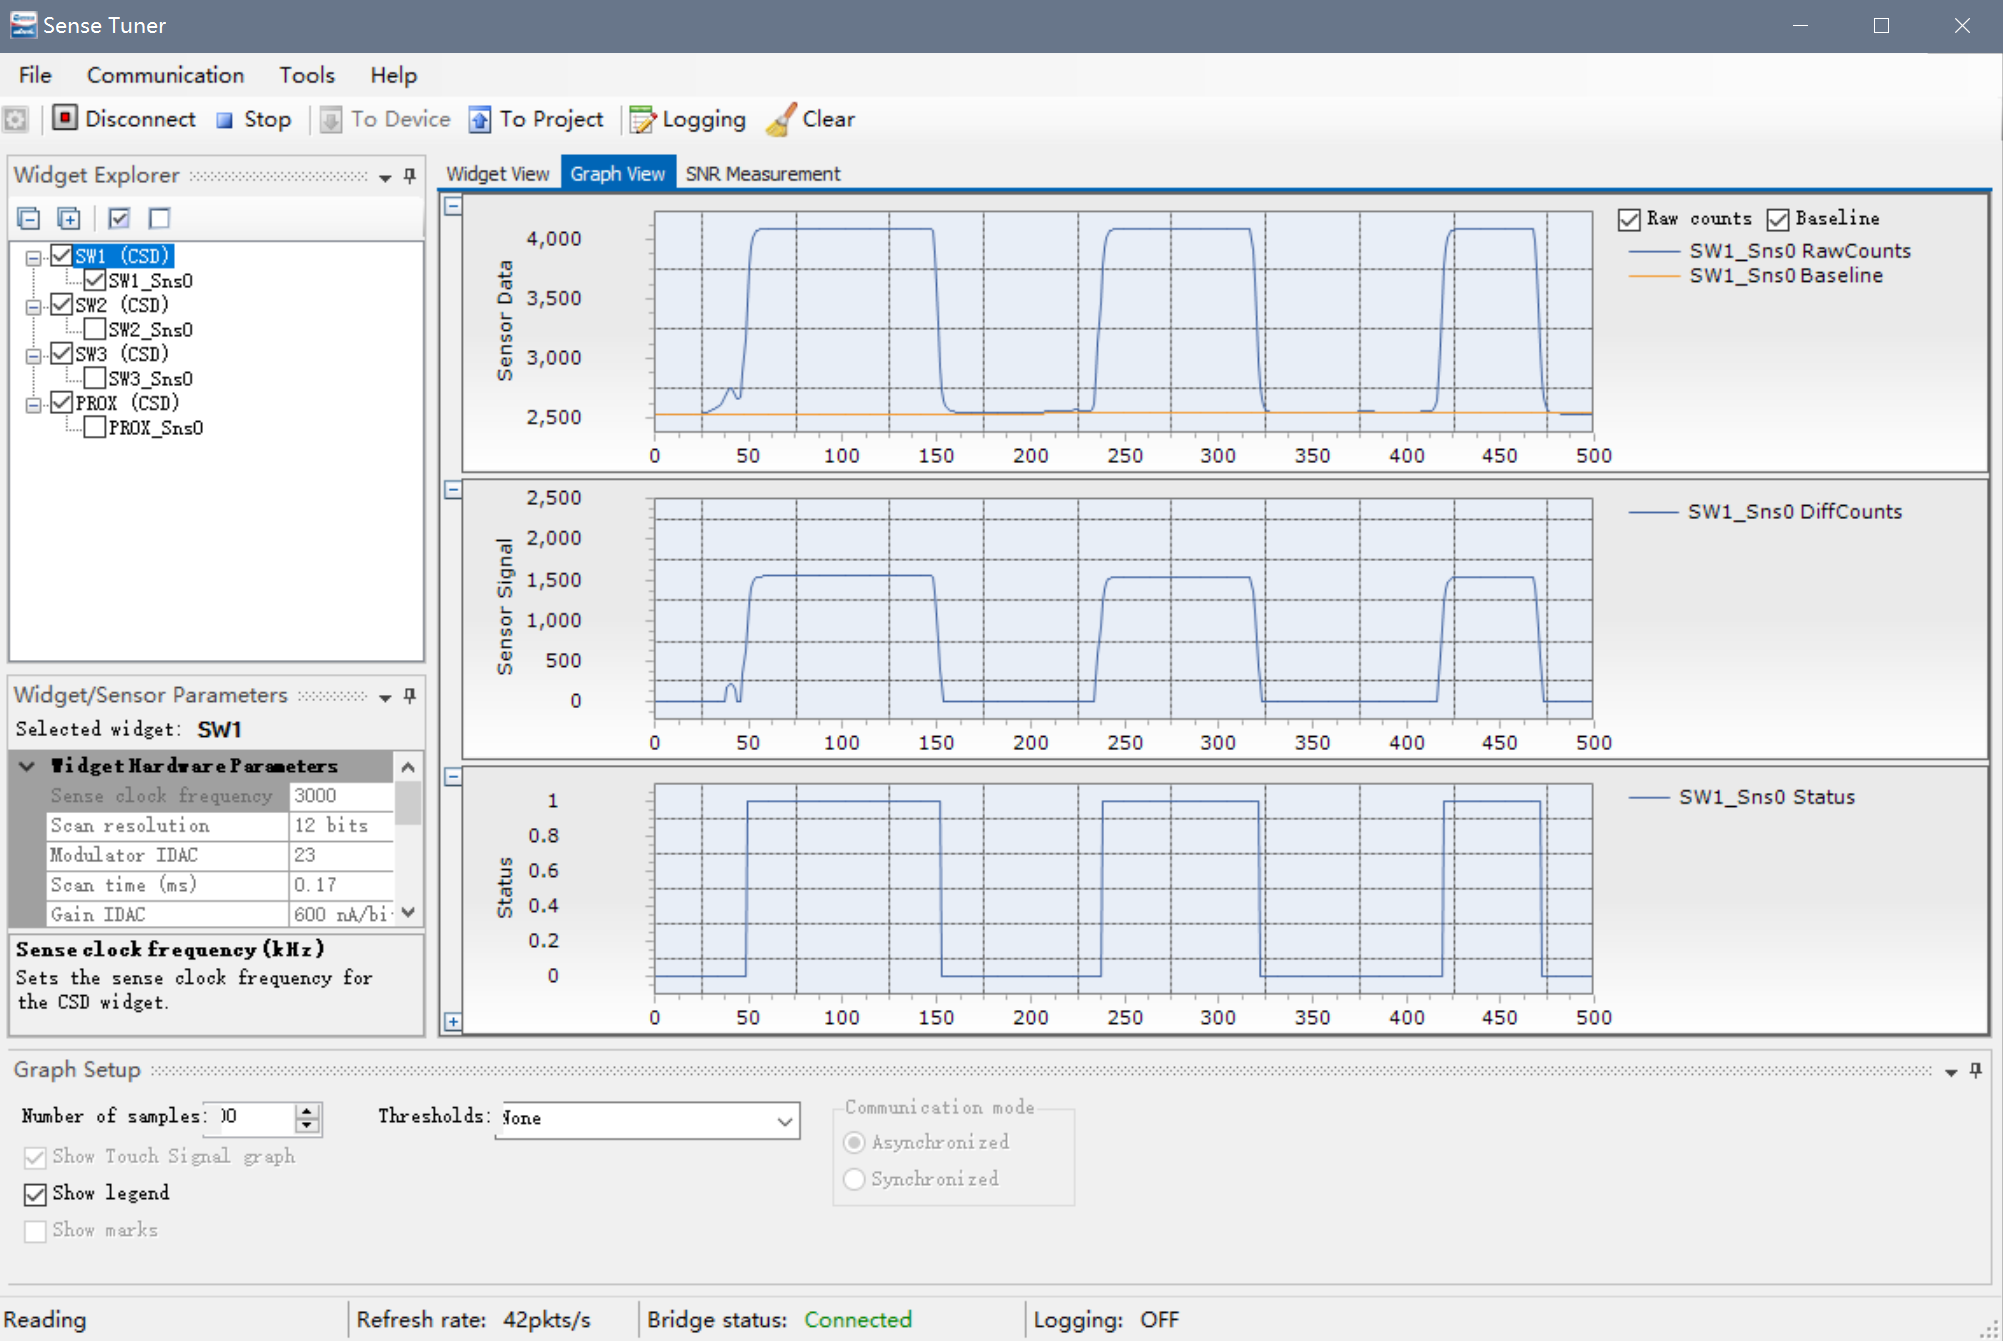 Sense Tuner
File Communication Tools Help
Disconnect Stop To Device To Project Logging Clear
Widget Explorer
SW1 (CSD)
SW1_Sns0
SW2 (CSD)
SW2_Sns0
SW3 (CSD)
SW3_Sns0
PROX (CSD)
PROX_Sns0
Widget/Sensor Parameters
Selected widget: SW1
Widget Hardware Parameters
Sense clock frequency 3000
Scan resolution 12 bits
Modulator IDAC 23
Scan time (ms) 0.17
Gain IDAC 600 nA/bi
Sense clock frequency (kHz)
Sets the sense clock frequency for
the CSD widget.
Widget View Graph View SNR Measurement
Sensor Data
4,000
3,500
3,000
2,500
0 50 100 150 200 250 300 350 400 450 500
Raw counts Baseline
SW1_Sns0 RawCounts
SW1_Sns0 Baseline
Sensor Signal
2,500
2,000
1,500
1,000
500
0
0 50 100 150 200 250 300 350 400 450 500
SW1_Sns0 DiffCounts
Status
1
0.8
0.6
0.4
0.2
0
0 50 100 150 200 250 300 350 400 450 500
SW1_Sns0 Status
Graph Setup
Number of samples: Thresholds: None
Show Touch Signal graph
Show legend
Show marks
Communication mode
Asynchronized
Synchronized
Reading Refresh rate: 42pkts/s Bridge status: Connected Logging: OFF